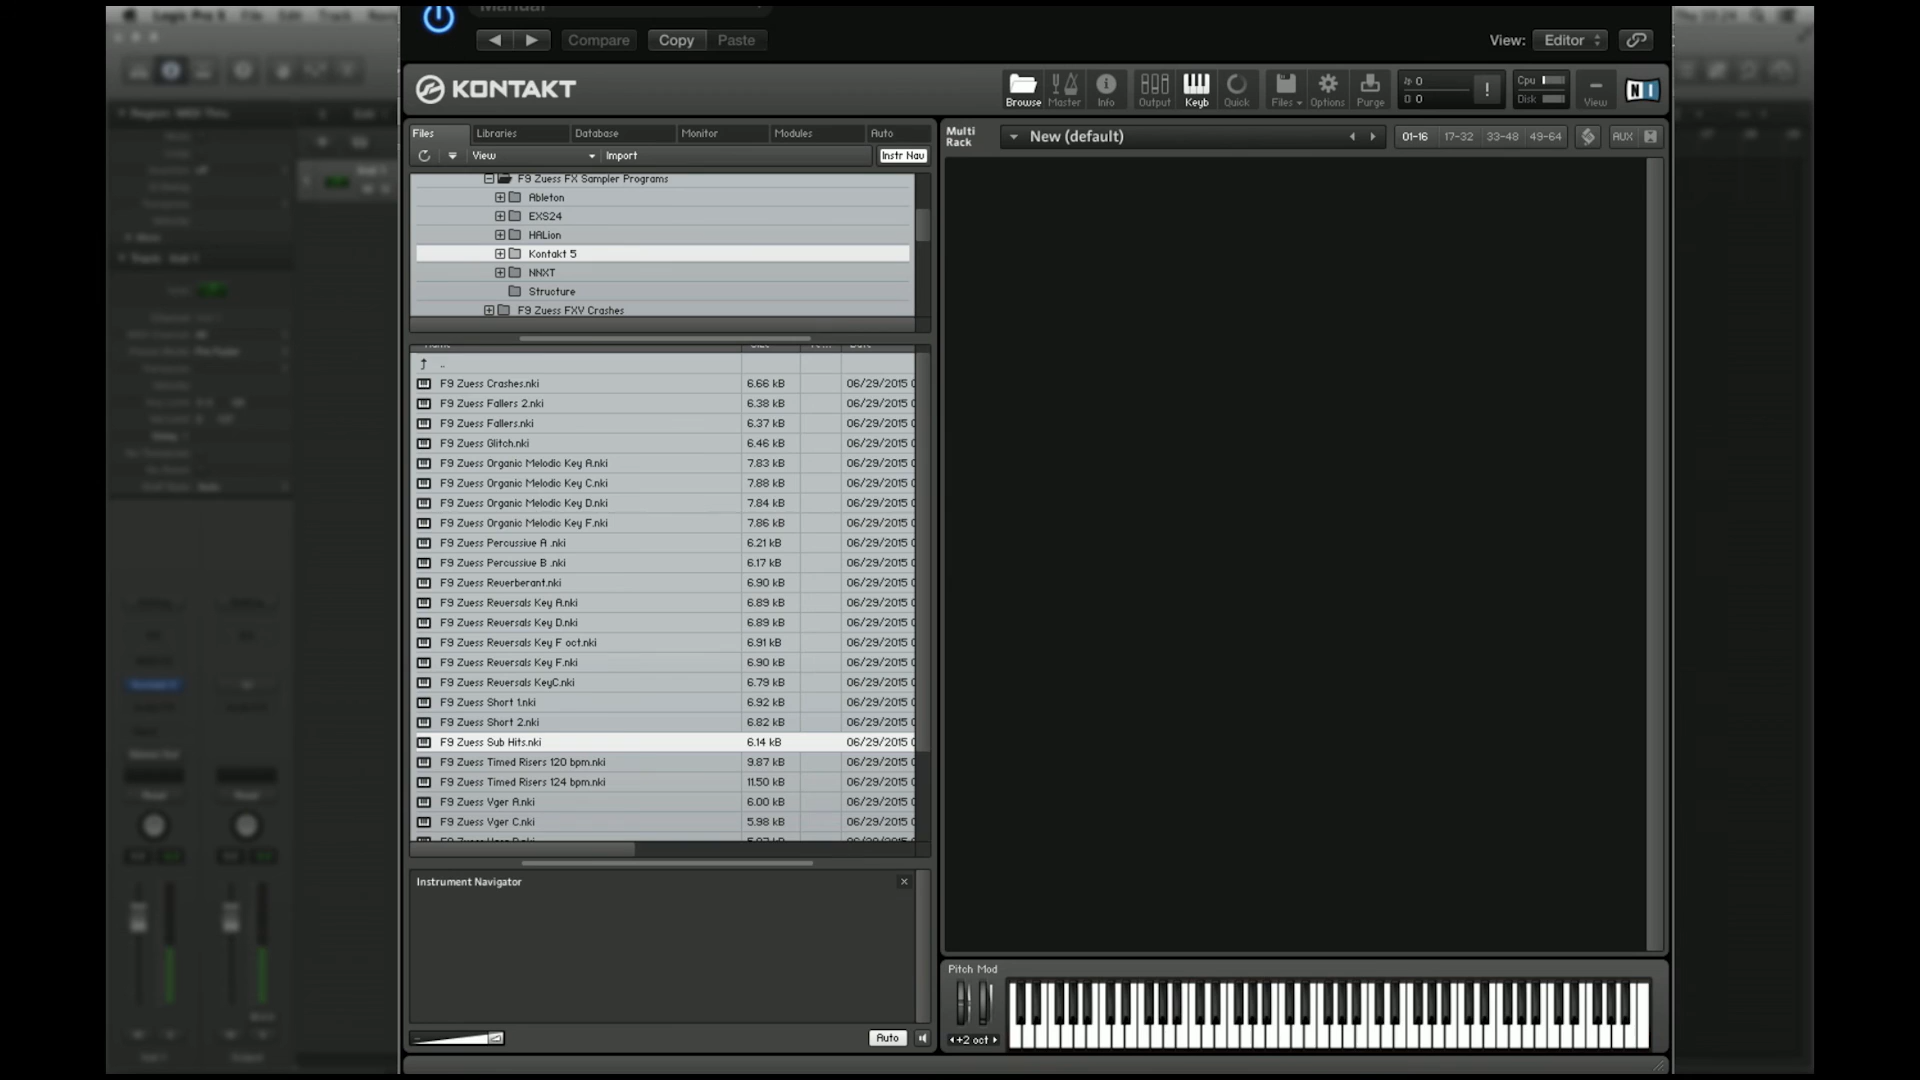 Manual
Compare
Copy
Paste
View:
Editor
KONTAKT
Browse
Master
Info
Output
Keyb
Quick
Files
Options
Purge
0
0 0
!
Cpu
Disk
View
NI
Files
Libraries
Database
Monitor
Modules
Auto
View
Import
Instr Nav
F9 Zuess FX Sampler Programs
Ableton
EXS24
HALion
Kontakt 5
NNXT
Structure
F9 Zuess FXV Crashes
..
F9 Zuess Crashes.nki 6.66 kB 06/29/2015
F9 Zuess Fallers 2.nki 6.38 kB 06/29/2015
F9 Zuess Fallers.nki 6.37 kB 06/29/2015
F9 Zuess Glitch.nki 6.46 kB 06/29/2015
F9 Zuess Organic Melodic Key A.nki 7.83 kB 06/29/2015
F9 Zuess Organic Melodic Key C.nki 7.88 kB 06/29/2015
F9 Zuess Organic Melodic Key D.nki 7.84 kB 06/29/2015
F9 Zuess Organic Melodic Key F.nki 7.86 kB 06/29/2015
F9 Zuess Percussive A .nki 6.21 kB 06/29/2015
F9 Zuess Percussive B .nki 6.17 kB 06/29/2015
F9 Zuess Reverberant.nki 6.90 kB 06/29/2015
F9 Zuess Reversals Key A.nki 6.89 kB 06/29/2015
F9 Zuess Reversals Key D.nki 6.89 kB 06/29/2015
F9 Zuess Reversals Key F oct.nki 6.91 kB 06/29/2015
F9 Zuess Reversals Key F.nki 6.90 kB 06/29/2015
F9 Zuess Reversals KeyC.nki 6.79 kB 06/29/2015
F9 Zuess Short 1.nki 6.92 kB 06/29/2015
F9 Zuess Short 2.nki 6.82 kB 06/29/2015
F9 Zuess Sub Hits.nki 6.14 kB 06/29/2015
F9 Zuess Timed Risers 120 bpm.nki 9.87 kB 06/29/2015
F9 Zuess Timed Risers 124 bpm.nki 11.50 kB 06/29/2015
F9 Zuess Vger A.nki 6.00 kB 06/29/2015
F9 Zuess Vger C.nki 5.98 kB 06/29/2015
Instrument Navigator
Auto
Multi
Rack
New (default)
01-16
17-32
33-48
49-64
AUX
Pitch Mod
+2 oct